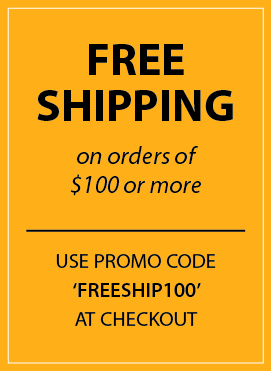 FREE
SHIPPING
on orders of
$100 or more
USE PROMO CODE
‘FREESHIP100’
AT CHECKOUT